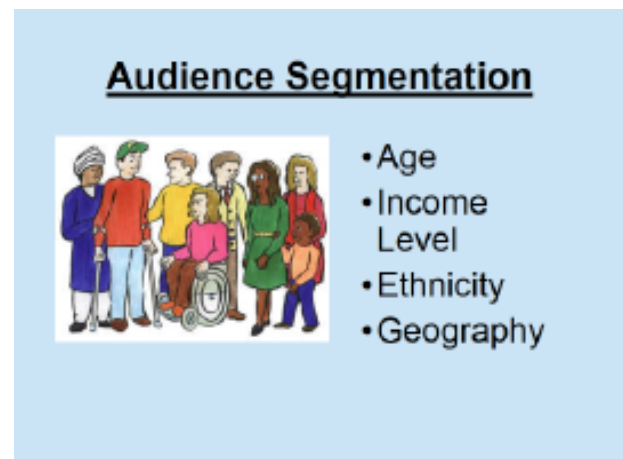 Audience Segmentation
•Age
•Income
Level
•Ethnicity
•Geography